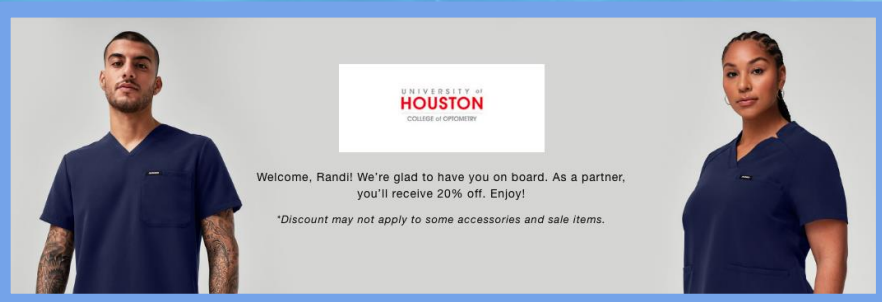 UNIVERSITY of
HOUSTON
COLLEGE of OPTOMETRY
Welcome, Randi! We're glad to have you on board. As a partner,
you'll receive 20% off. Enjoy!
*Discount may not apply to some accessories and sale items.